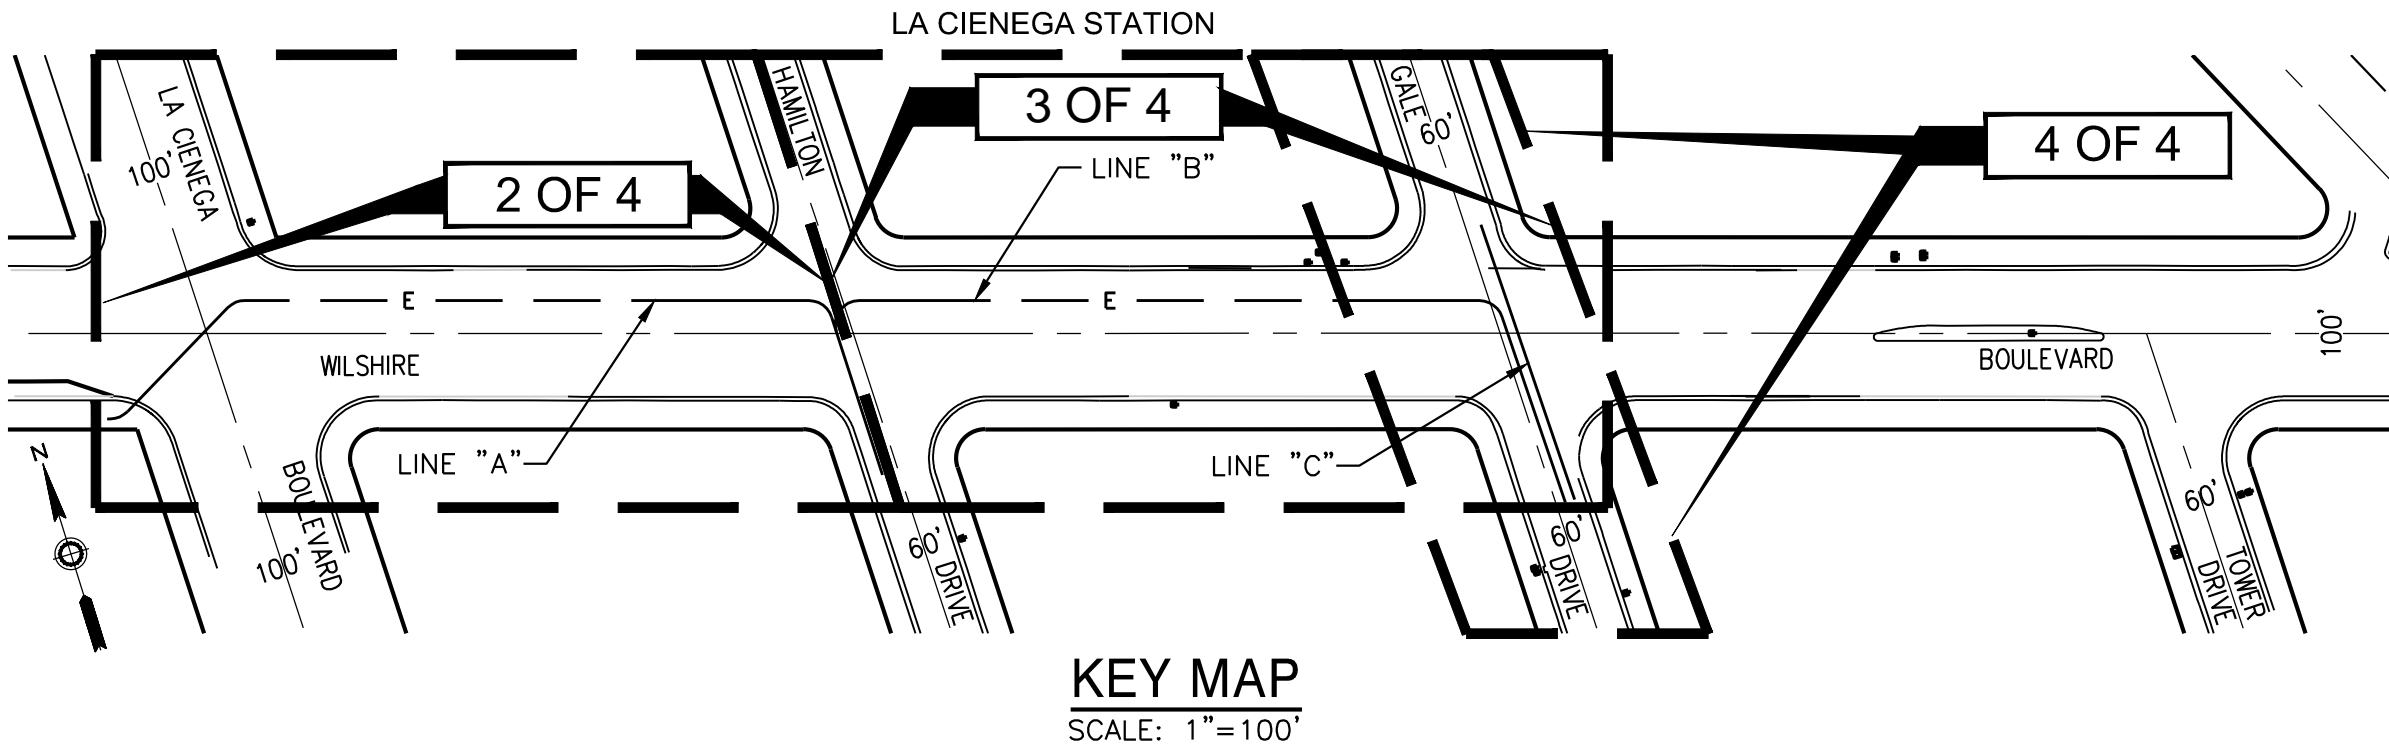 LA CIENEGA STATION
LA CIENEGA
100'
HAMILTON
3 OF 4
GALE
60'
4 OF 4
LINE "B"
2 OF 4
E
E
WILSHIRE
BOULEVARD
100'
LINE "A"
LINE "C"
N
BOULEVARD
100'
60'
DRIVE
60'
DRIVE
60'
TOWER
DRIVE
KEY MAP
SCALE: 1"=100'